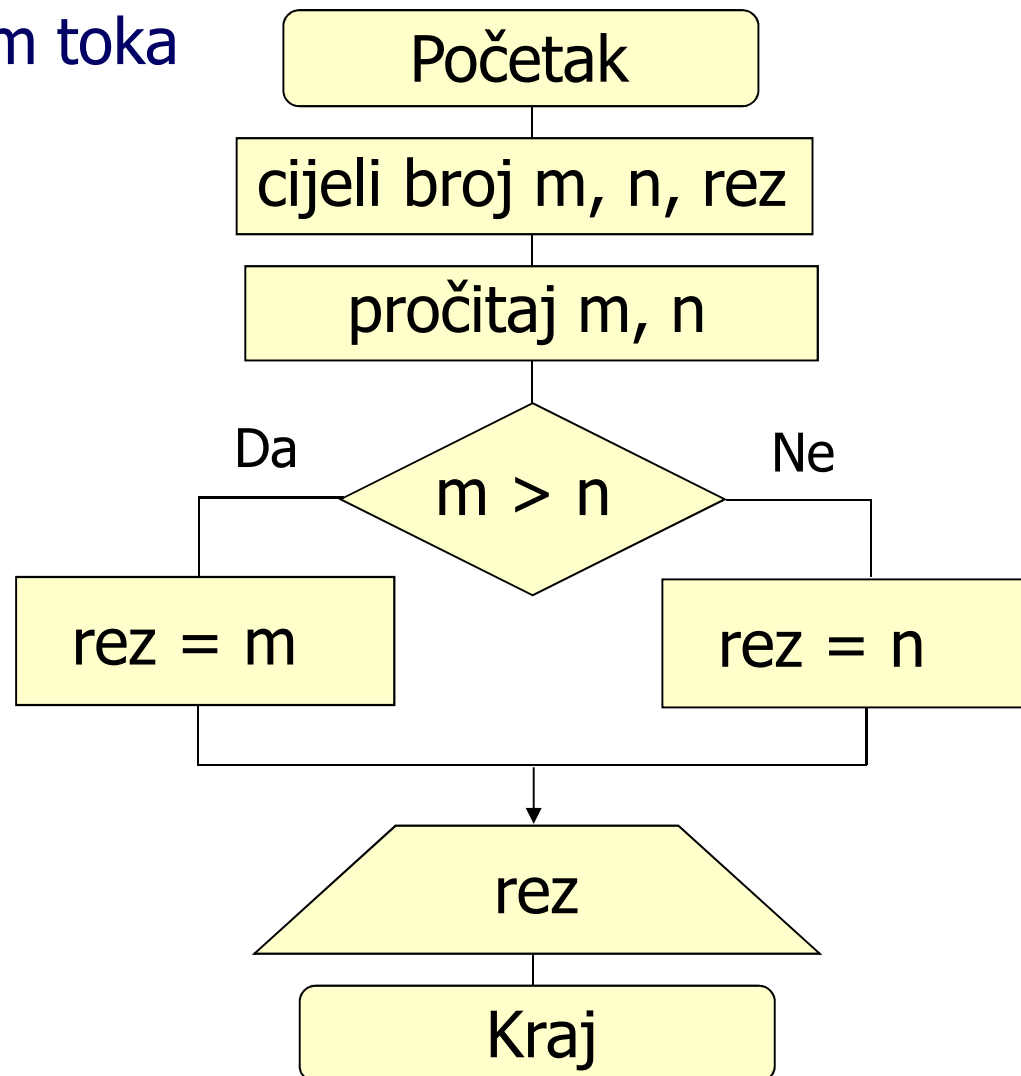 m toka
Početak
cijeli broj m, n, rez
pročitaj m, n
Da
Ne
m > n
rez = m
rez = n
rez
Kraj